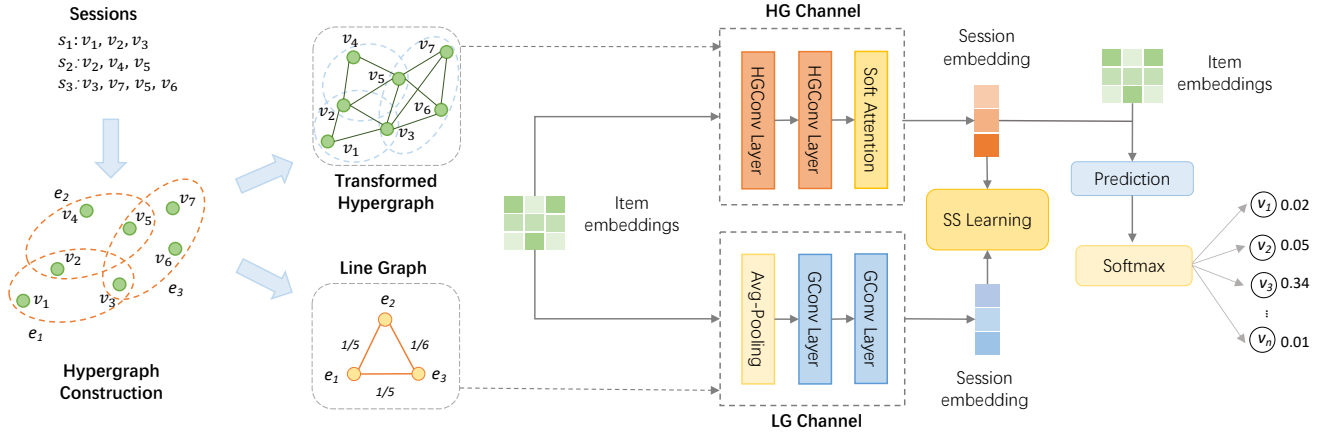 Sessions
s1: v1, v2, v3
s2: v2, v4, v5
s3: v3, v7, v5, v6
e2
v4
v5
v7
v2
v6
v1
v3
e3
e1
Hypergraph
Construction
v4
v7
v5
v2
v6
v3
v1
Transformed
Hypergraph
Line Graph
e2
1/5
1/6
e1
e3
1/5
Item
embeddings
HG Channel
HGConv Layer
HGConv Layer
Soft Attention
Avg-Pooling
GConv Layer
GConv Layer
LG Channel
Session
embedding
SS Learning
Session
embedding
Item
embeddings
Prediction
Softmax
v1 0.02
v2 0.05
v3 0.34
...
vn 0.01